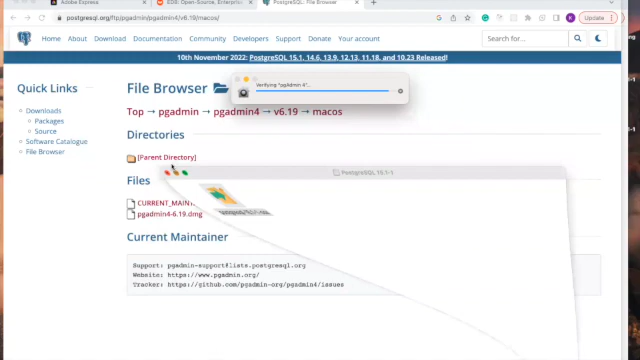 Adobe Express
EDB: Open-Source, Enterprise
PostgreSQL: File Browser
postgresql.org/ftp/pgadmin/pgadmin4/v6.19/macos/
K
Update
Home About Download Documentation Community Developers Support Donate Your account
Search for...
10th November 2022: PostgreSQL 15.1, 14.6, 13.9, 12.13, 11.18, and 10.23 Released!
Verifying "pgAdmin 4"...
Quick Links
Downloads
Packages
Source
Software Catalogue
File Browser
File Browser
Top → pgadmin → pgadmin4 → v6.19 → macos
Directories
[Parent Directory]
PostgreSQL 15.1-1
Files
CURRENT_MAINT
pgadmin4-6.19.dmg
Current Maintainer
Support: pgadmin-support@lists.postgresql.org
Website: https://www.pgadmin.org/
Tracker: https://github.com/pgadmin-org/pgadmin4/issues